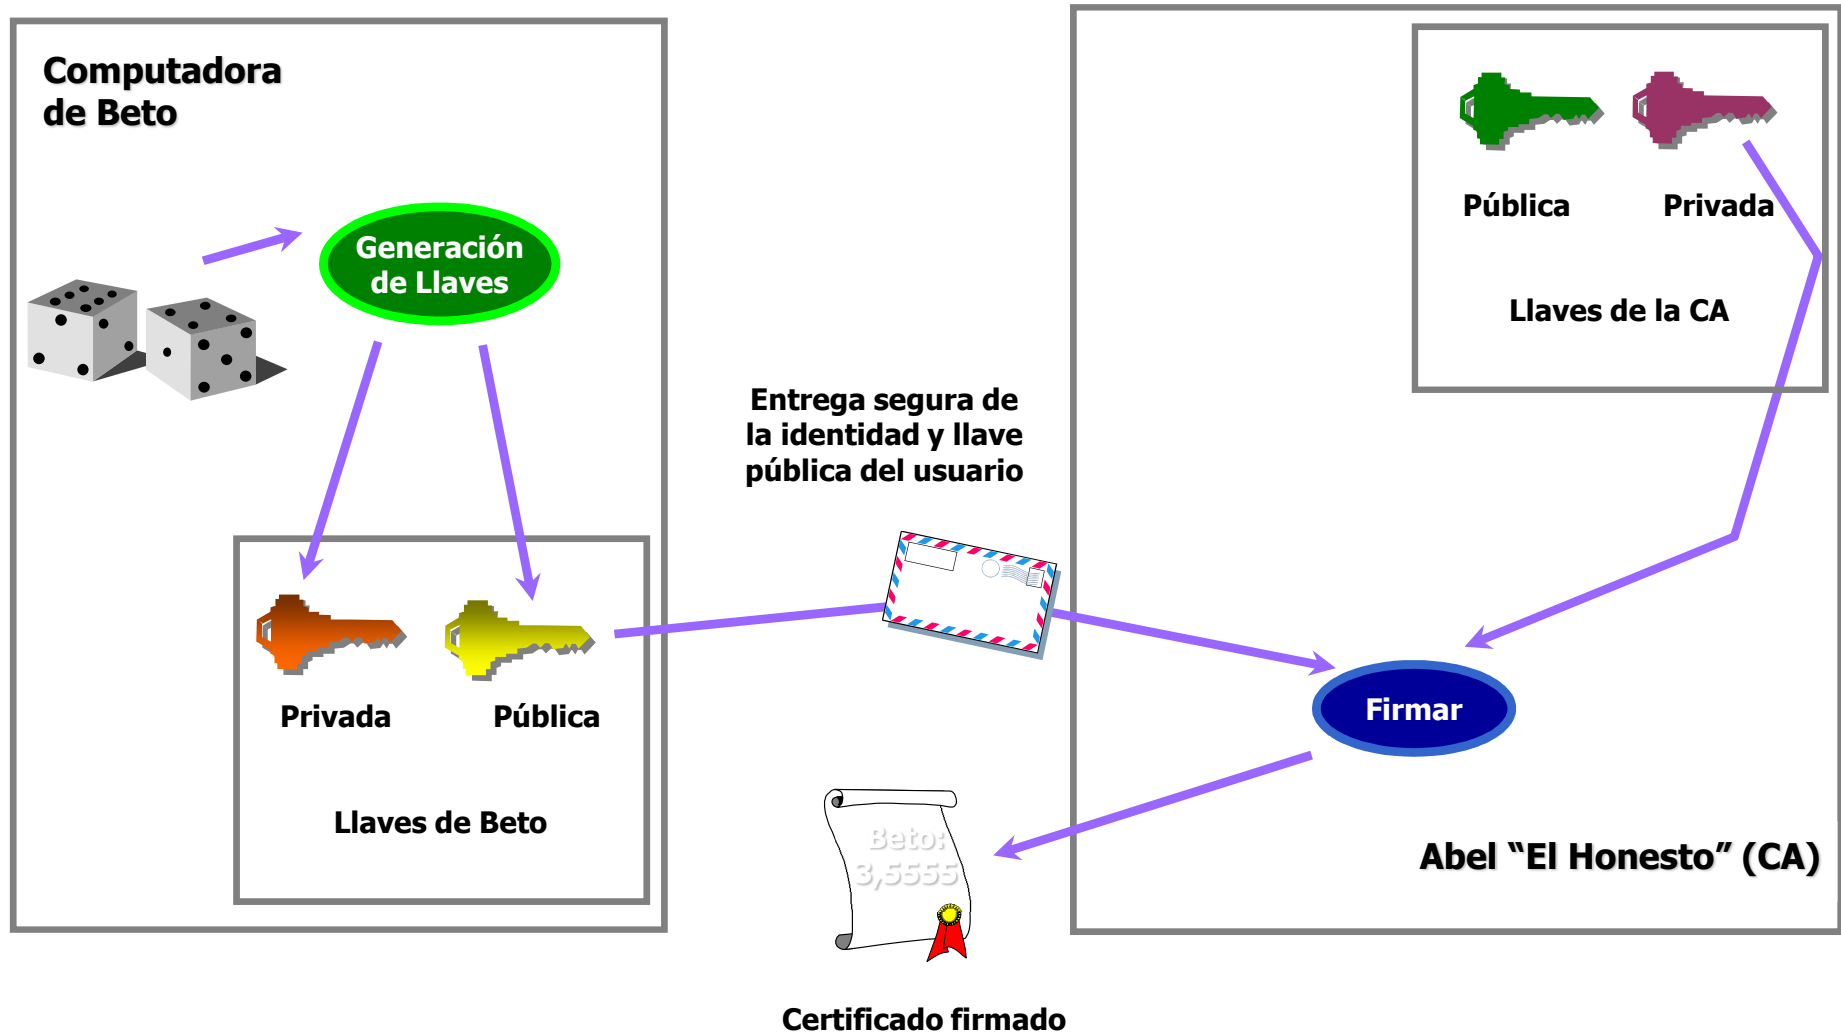 Computadora
de Beto
Generación
de Llaves
Privada
Pública
Llaves de Beto
Entrega segura de
la identidad y llave
pública del usuario
Pública
Privada
Llaves de la CA
Firmar
Abel “El Honesto” (CA)
Beto:
3,5555
Certificado firmado